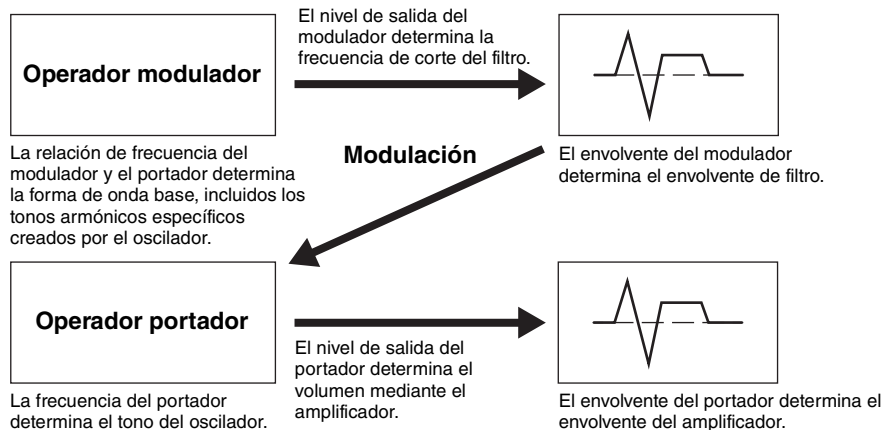 El nivel de salida del
modulador determina la
frecuencia de corte del filtro.
Operador modulador
La relación de frecuencia del
modulador y el portador determina
la forma de onda base, incluidos los
tonos armónicos específicos
creados por el oscilador.
Modulación
El envolvente del modulador
determina el envolvente de filtro.
Operador portador
El nivel de salida del
portador determina el
volumen mediante el
amplificador.
La frecuencia del portador
determina el tono del oscilador.
El envolvente del portador determina el
envolvente del amplificador.